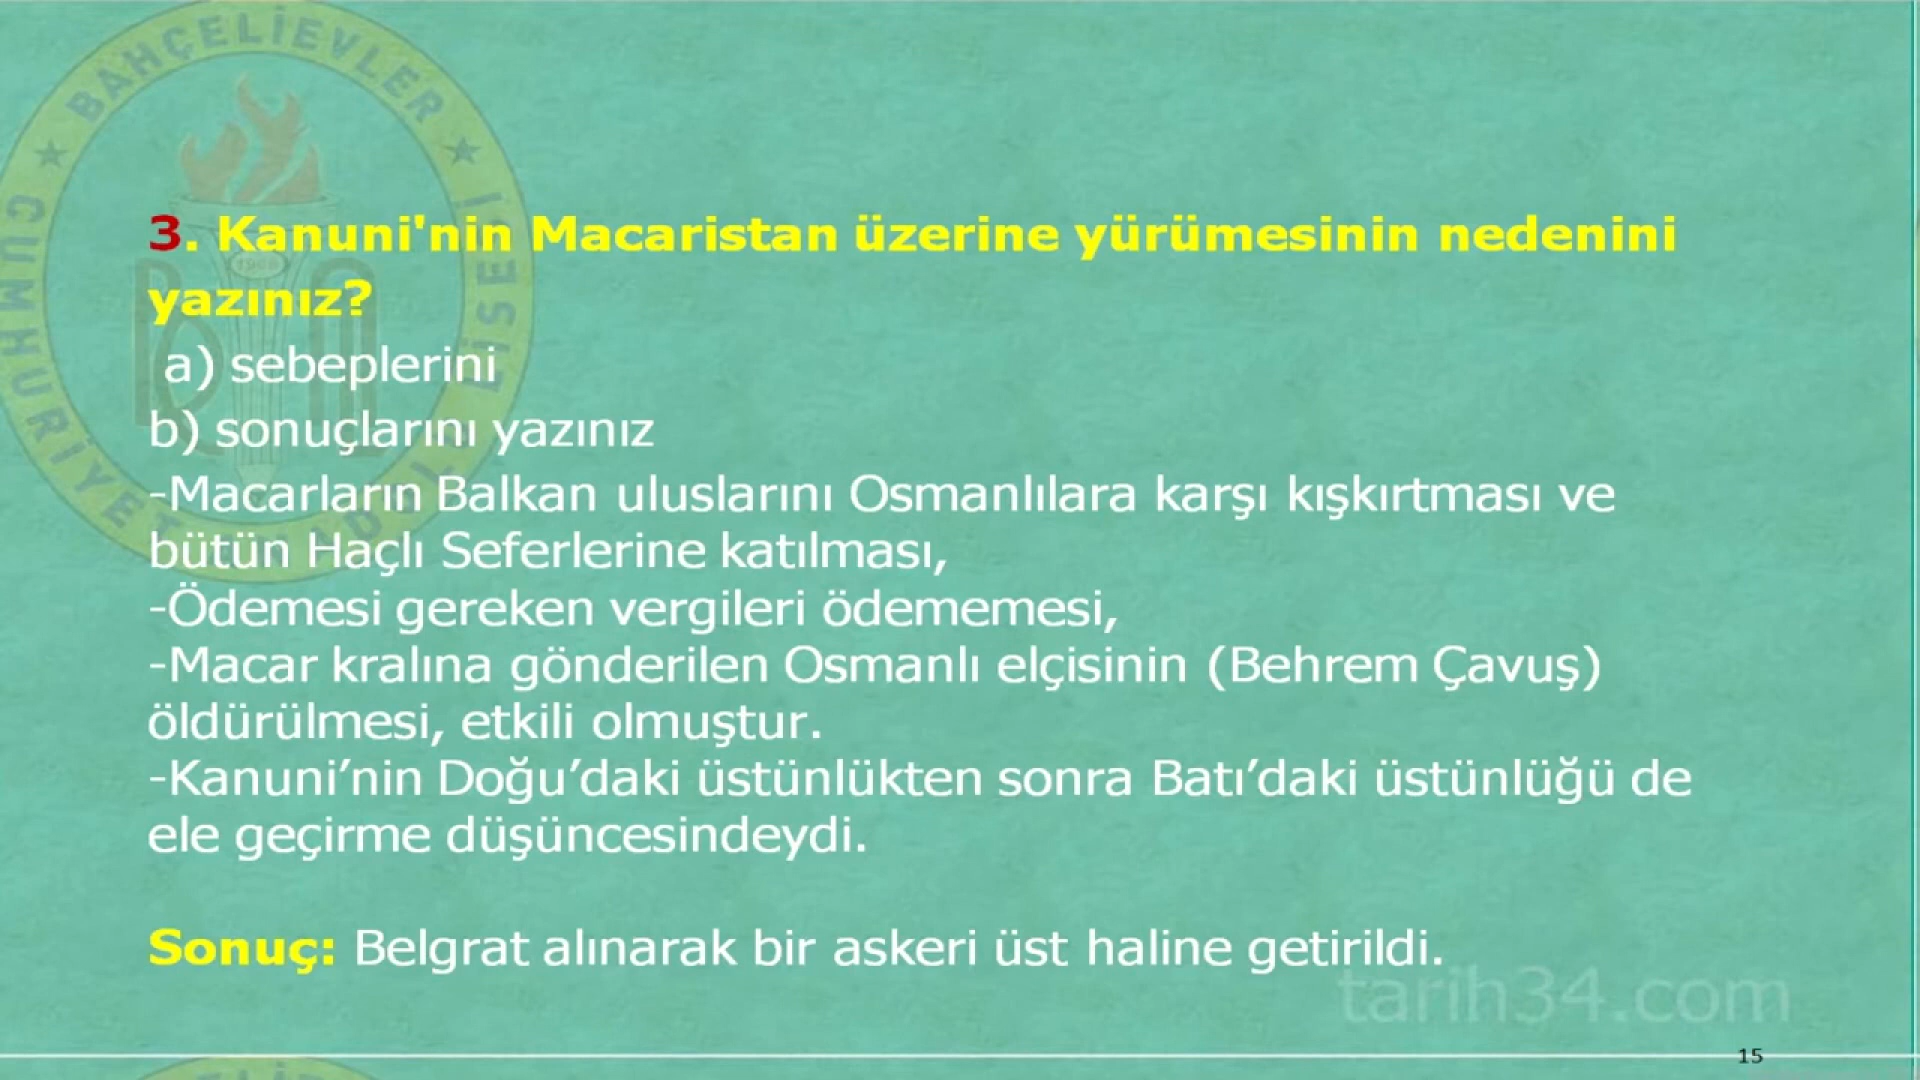 BAHÇELİEVLER
CUMHURİYET
3. Kanuni'nin Macaristan üzerine yürümesinin nedenini
yazınız?
a) sebeplerini
b) sonuçlarını yazınız
-Macarların Balkan uluslarını Osmanlılara karşı kışkırtması ve
bütün Haçlı Seferlerine katılması,
-Ödemesi gereken vergileri ödememesi,
-Macar kralına gönderilen Osmanlı elçisinin (Behrem Çavuş)
öldürülmesi, etkili olmuştur.
-Kanuni’nin Doğu’daki üstünlükten sonra Batı’daki üstünlüğü de
ele geçirme düşüncesindeydi.
Sonuç: Belgrat alınarak bir askeri üst haline getirildi.
tarih34.com
15